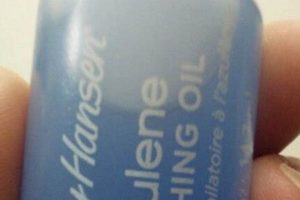 y Hansen
ulene
HING OIL
pilatoire à l'azulène